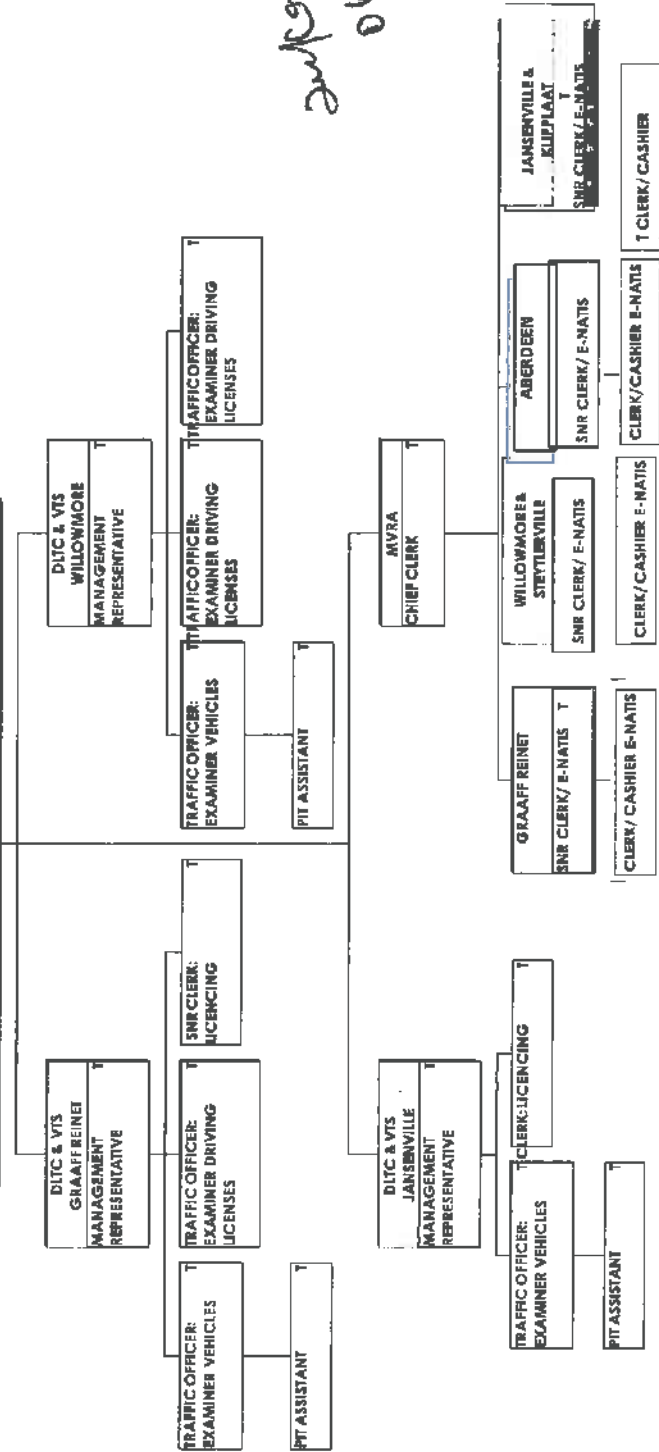 DLTC & VTS
GRAAFF REINET
MANAGEMENT T
REPRESENTATIVE
TRAFFIC OFFICER: T
EXAMINER VEHICLES
PIT ASSISTANT T
TRAFFIC OFFICER: T
EXAMINER DRIVING
LICENSES
SNR CLERK: T
LICENCING
DLTC & VTS
WILLOWMORE
MANAGEMENT T
REPRESENTATIVE
TRAFFIC OFFICER: T
EXAMINER VEHICLES
PIT ASSISTANT T
TRAFFIC OFFICER: T
EXAMINER DRIVING
LICENSES
TRAFFIC OFFICER: T
EXAMINER DRIVING
LICENSES
DLTC & VTS
JANSENVILLE
MANAGEMENT T
REPRESENTATIVE
TRAFFIC OFFICER: T
EXAMINER VEHICLES
PIT ASSISTANT T
CLERK: LICENCING T
MVRA
CHIEF CLERK T
GRAAFF REINET
SNR CLERK/ E-NATIS T
CLERK/ CASHIER E-NATIS
WILLOWMORE &
STEYTLERVILLE
SNR CLERK/ E-NATIS
CLERK/ CASHIER E-NATIS
ABERDEEN
SNR CLERK/ E-NATIS
CLERK/CASHIER E-NATIS
JANSENVILLE &
KLIPPLAAT
T
SNR CLERK/ E-NATIS
T CLERK/ CASHIER